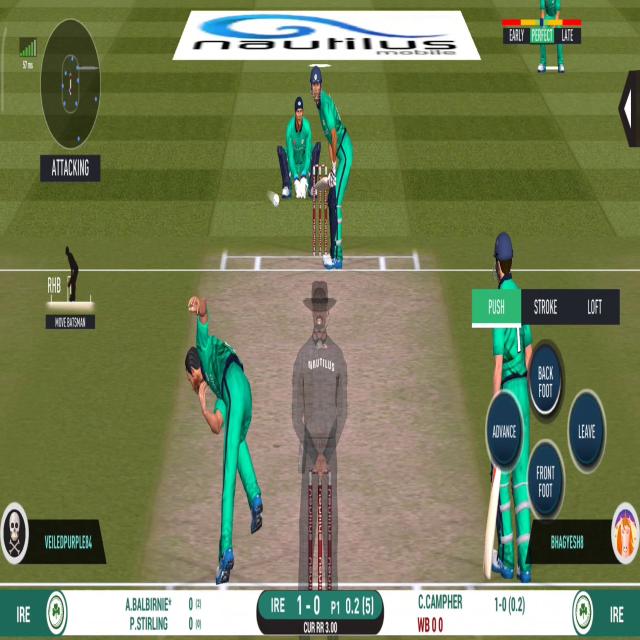 nautilus
mobile
EARLY PERFECT LATE
57 ms
ATTACKING
RHB
MOVE BATSMAN
NAUTILUS
PUSH STROKE LOFT
BACK FOOT
ADVANCE
LEAVE
FRONT FOOT
VEILEDPURPLE84
BHAGYESH8
IRE
A.BALBIRNIE* 0 (2)
P.STIRLING 0 (0)
IRE 1-0 P1 0.2 (5)
CUR RR 3.00
C.CAMPHER 1-0 (0.2)
WB 0 0
IRE